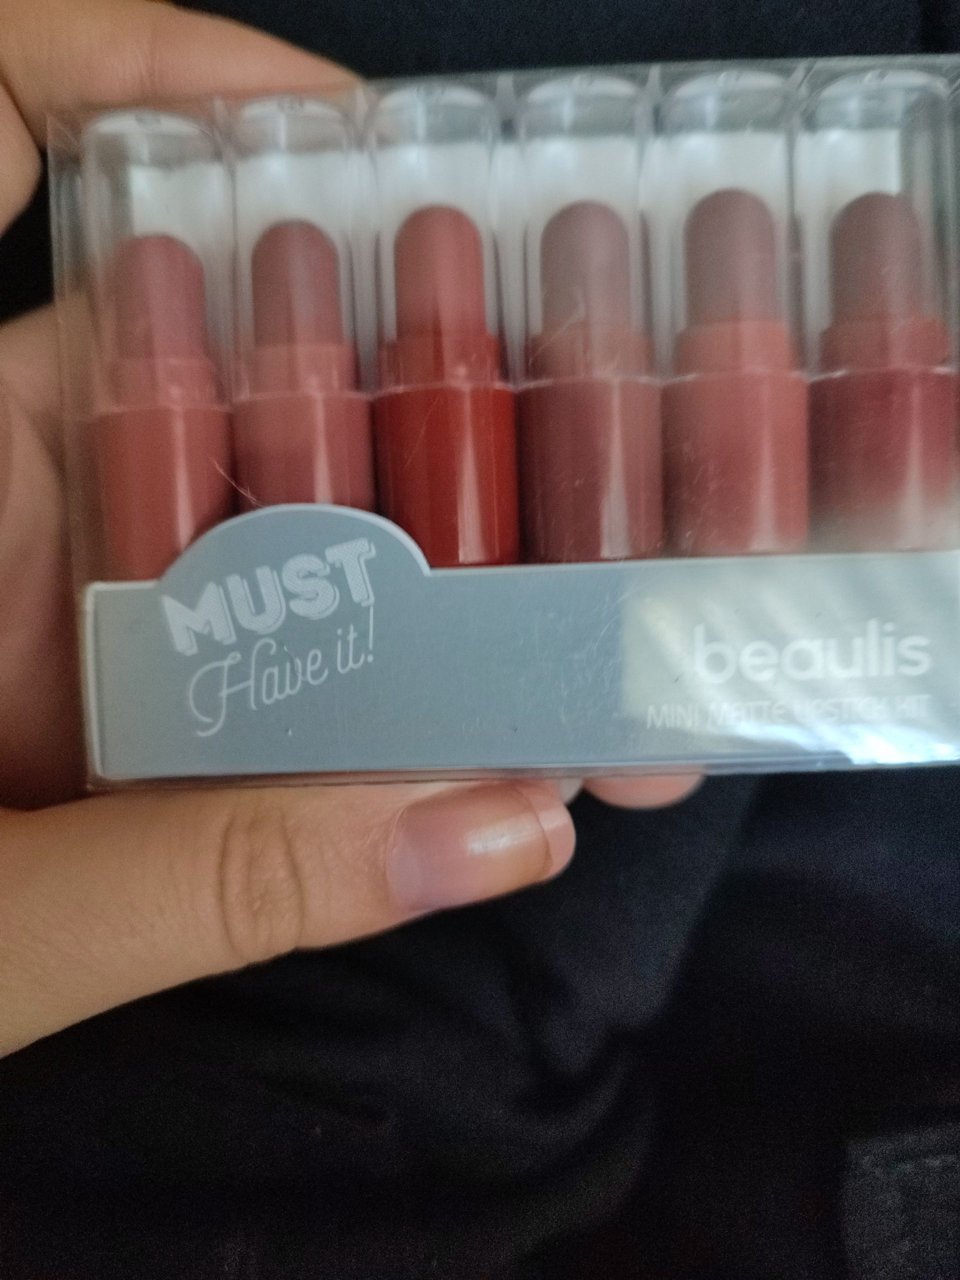 MUST
Have it!
beaulis
MINI MATTE LIPSTICK KIT